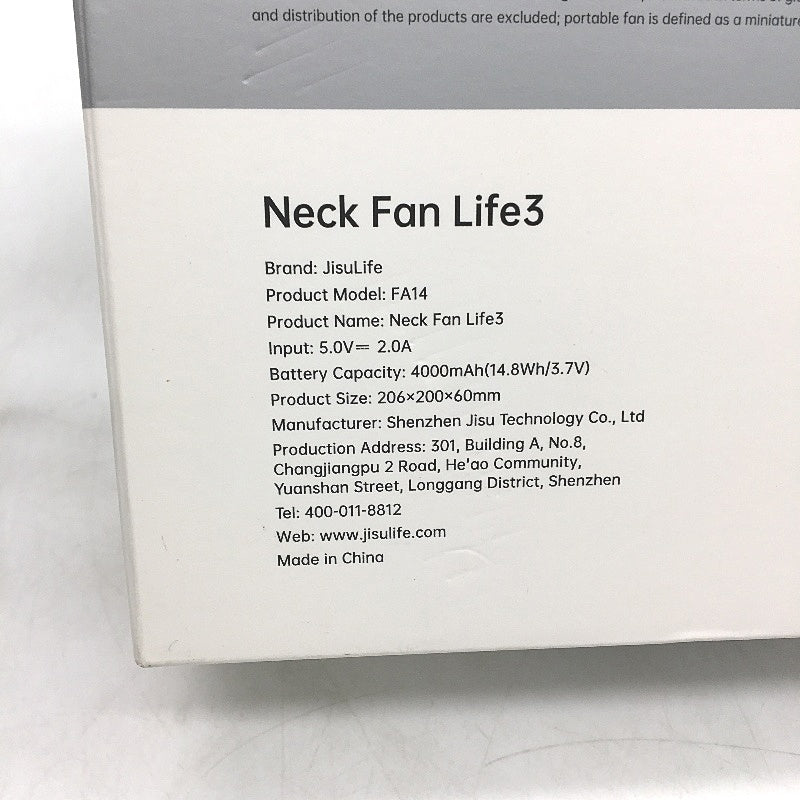 and distribution of the products are excluded; portable fan is defined as a miniature
Neck Fan Life3
Brand: JisuLife
Product Model: FA14
Product Name: Neck Fan Life3
Input: 5.0V⎓ 2.0A
Battery Capacity: 4000mAh(14.8Wh/3.7V)
Product Size: 206×200×60mm
Manufacturer: Shenzhen Jisu Technology Co., Ltd
Production Address: 301, Building A, No.8,
Changjiangpu 2 Road, He'ao Community,
Yuanshan Street, Longgang District, Shenzhen
Tel: 400-011-8812
Web: www.jisulife.com
Made in China